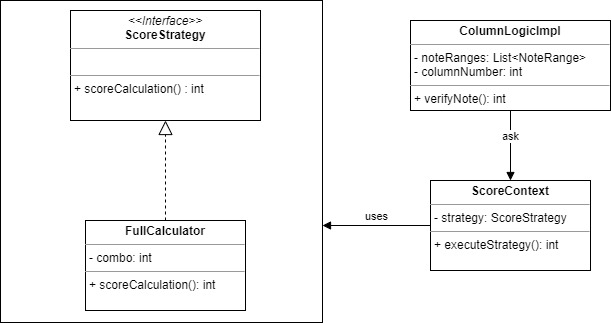 <<Interface>>
ScoreStrategy
+ scoreCalculation() : int
FullCalculator
- combo: int
+ scoreCalculation(): int
ColumnLogicImpl
- noteRanges: List<NoteRange>
- columnNumber: int
+ verifyNote(): int
ask
ScoreContext
- strategy: ScoreStrategy
+ executeStrategy(): int
uses